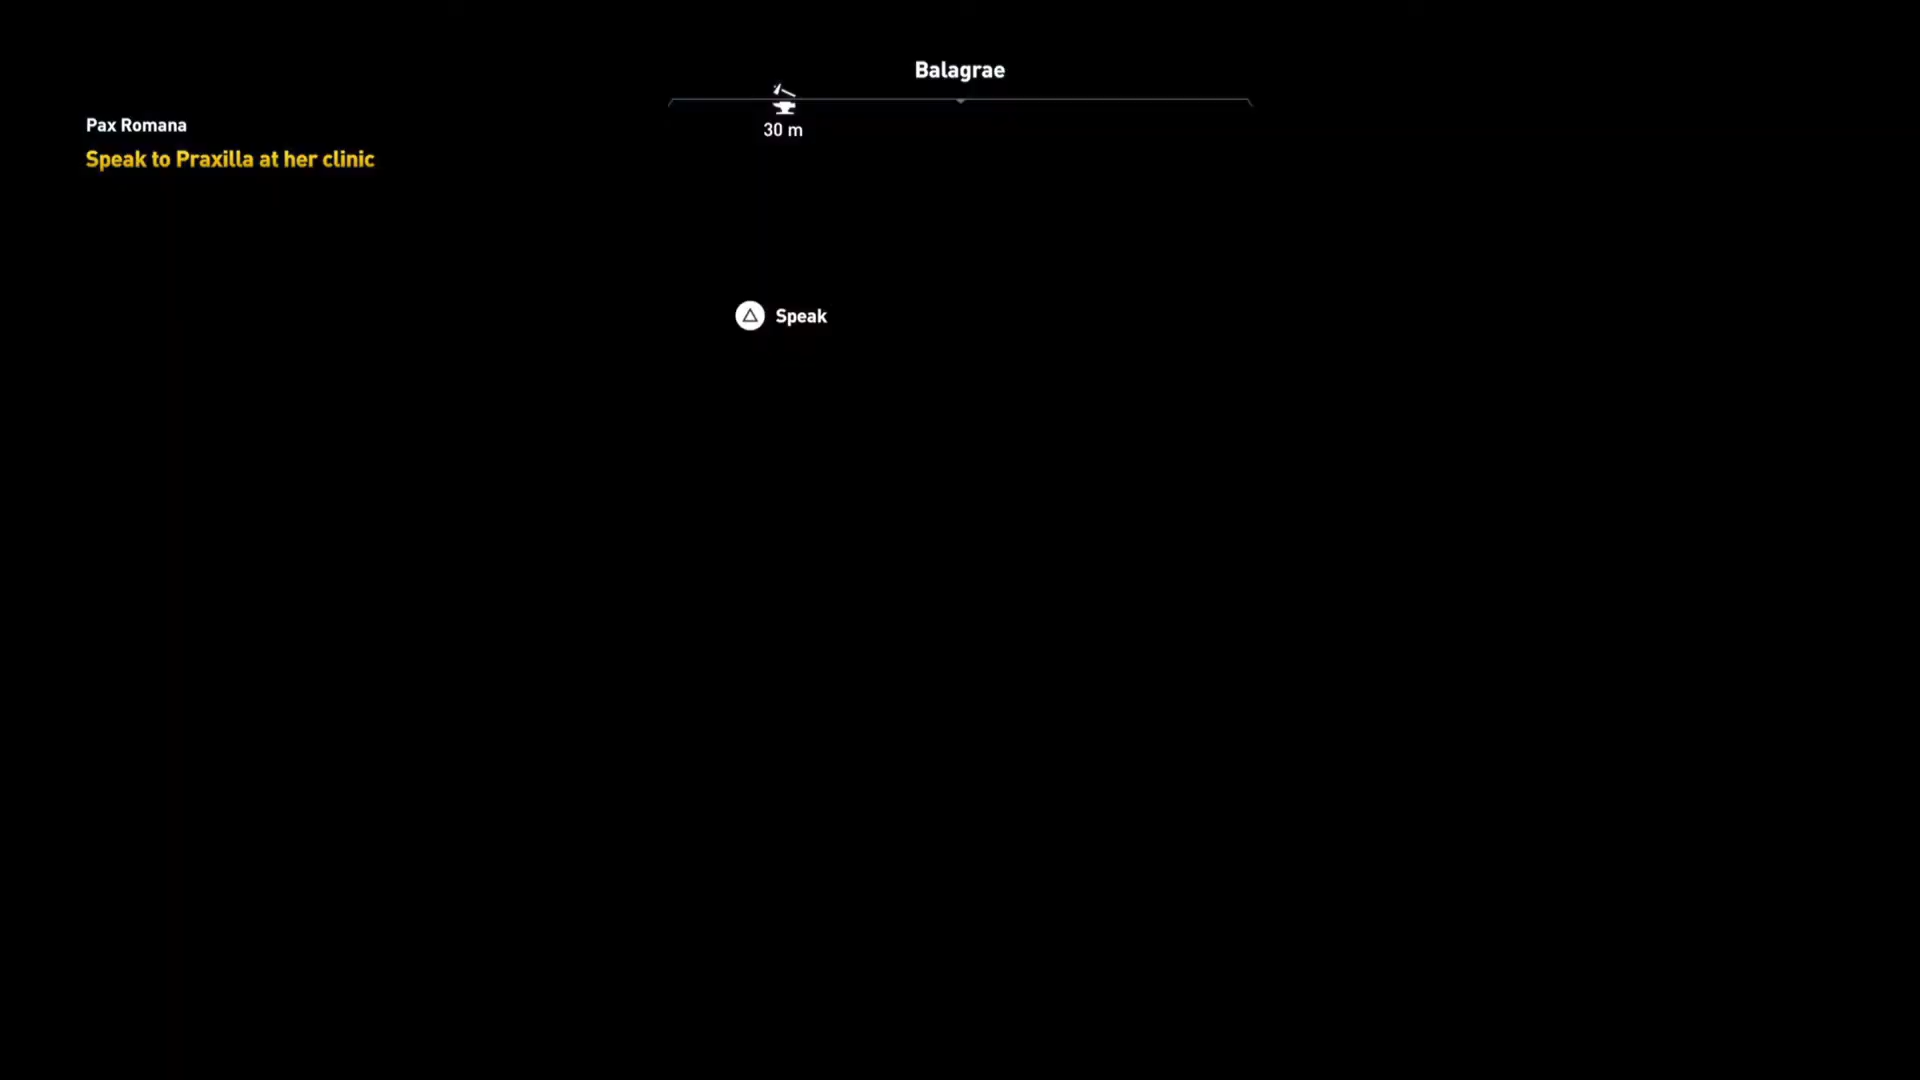 Balagrae
30 m
Pax Romana
Speak to Praxilla at her clinic
Speak